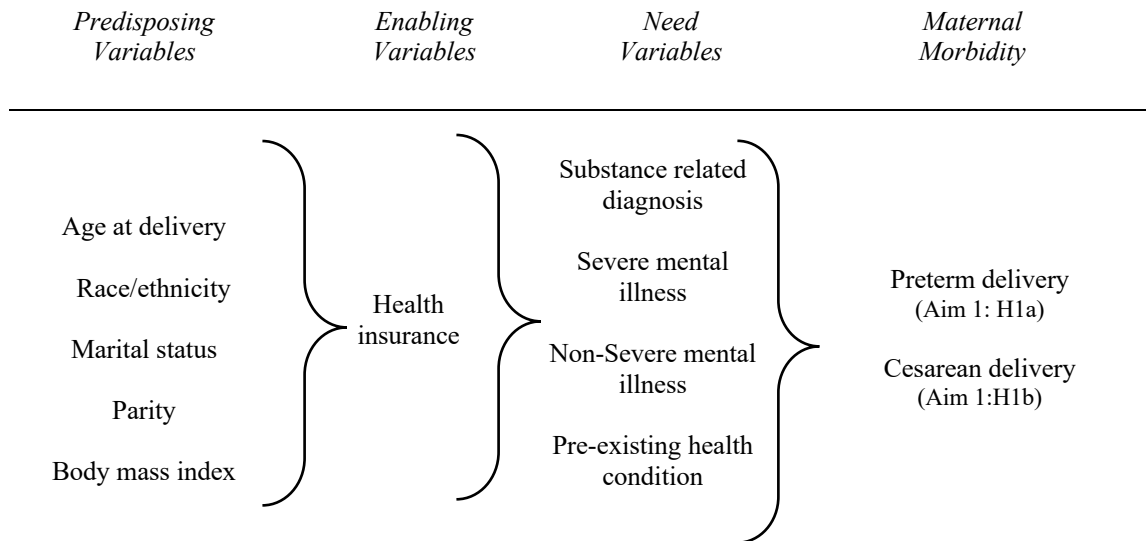 Predisposing
Variables
Enabling
Variables
Need
Variables
Maternal
Morbidity
Age at delivery
Race/ethnicity
Marital status
Parity
Body mass index
Health
insurance
Substance related
diagnosis
Severe mental
illness
Non-Severe mental
illness
Pre-existing health
condition
Preterm delivery
(Aim 1: H1a)
Cesarean delivery
(Aim 1:H1b)